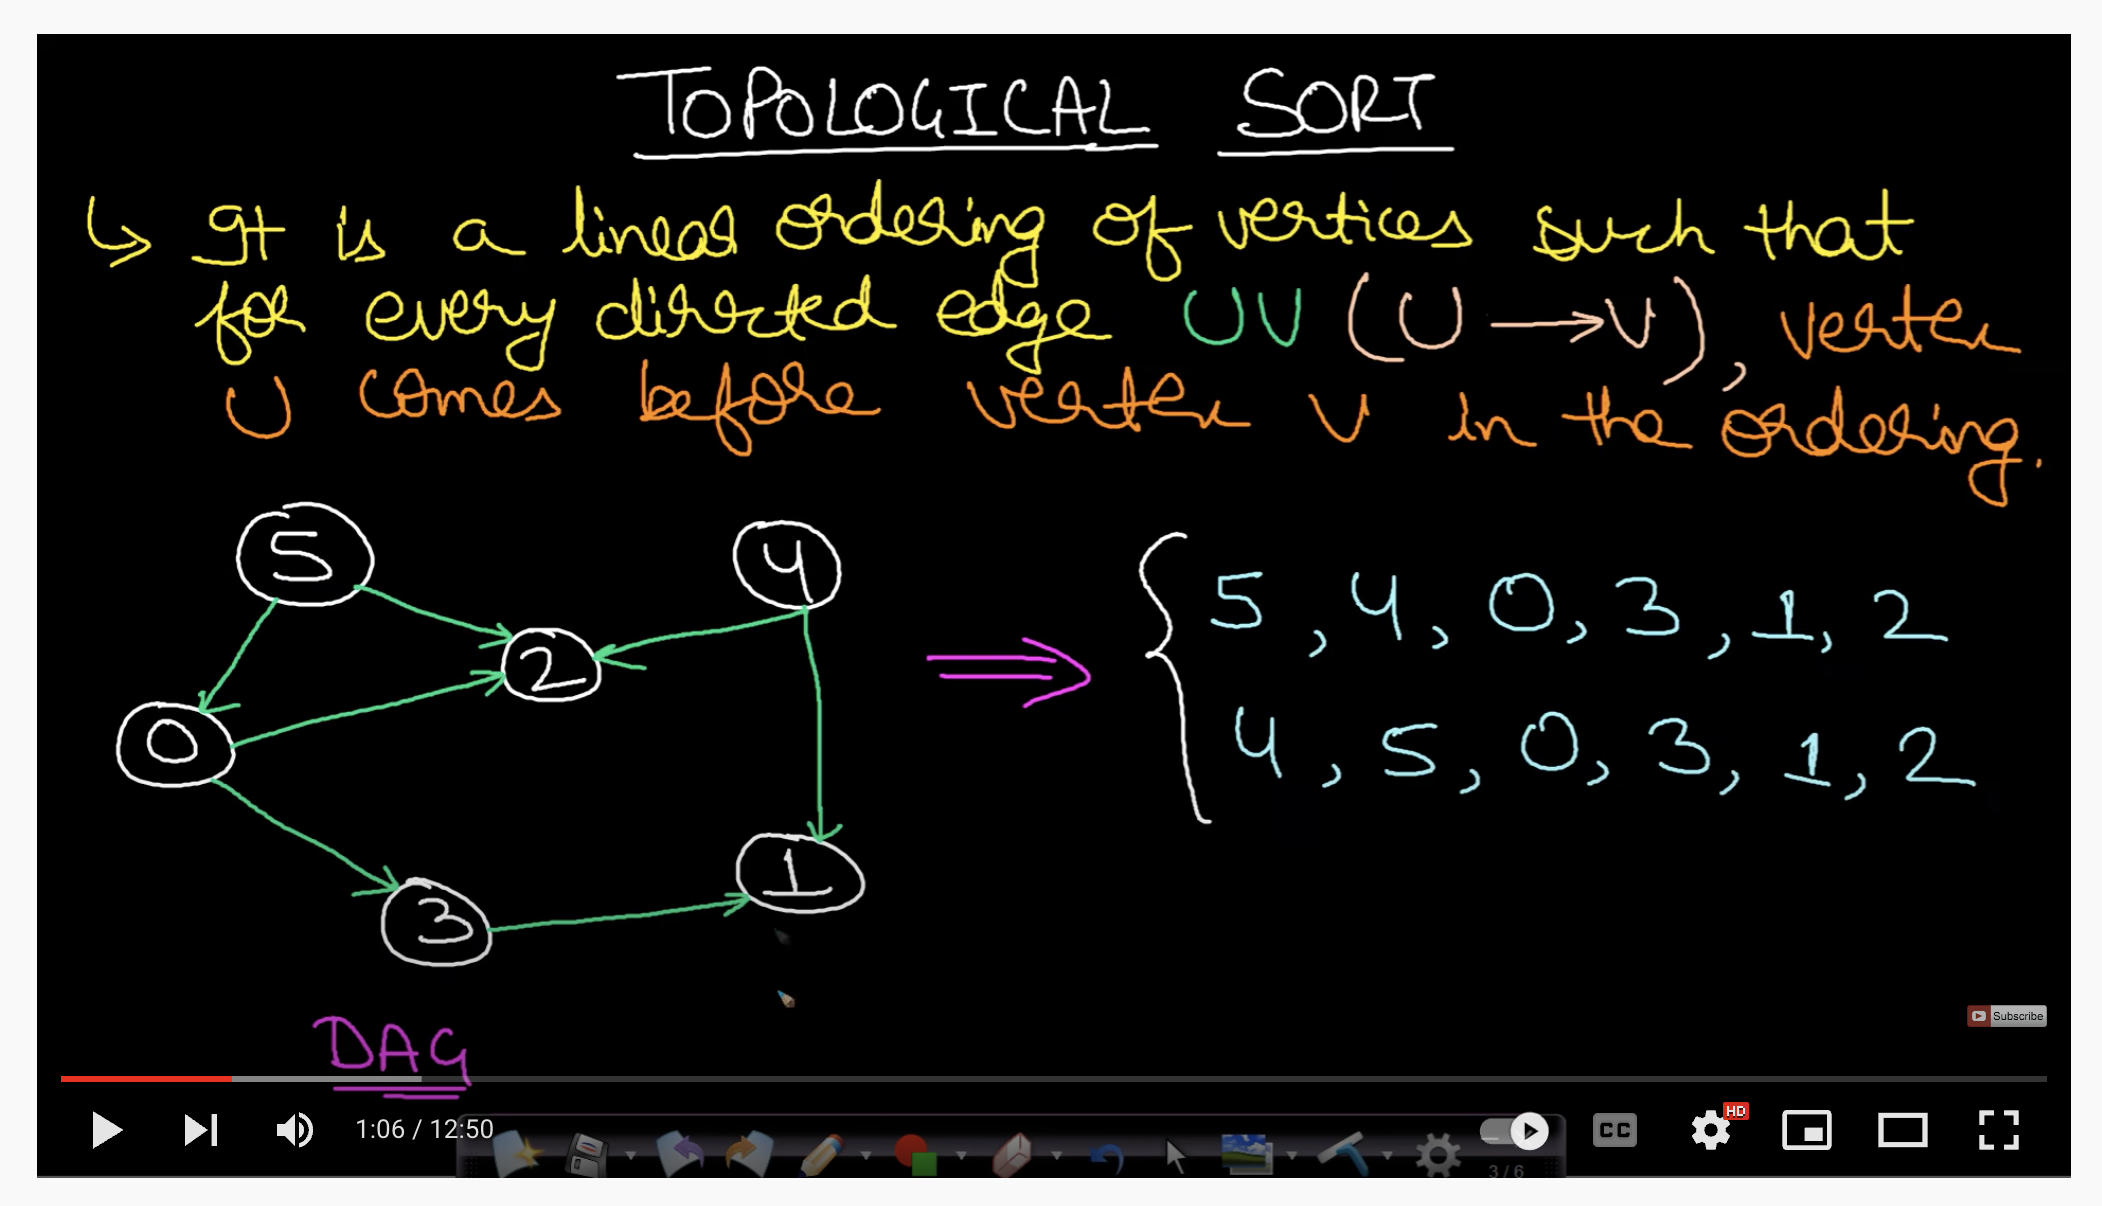 TOPOLOGICAL SORT
↳ It is a linear ordering of vertices such that
for every directed edge UV (U → V), vertex
U comes before vertex V in the ordering.
5
4
2
0
1
3
5, 4, 0, 3, 1, 2
4, 5, 0, 3, 1, 2
DAG
Subscribe
1:06 / 12:50
CC
HD
3 / 6